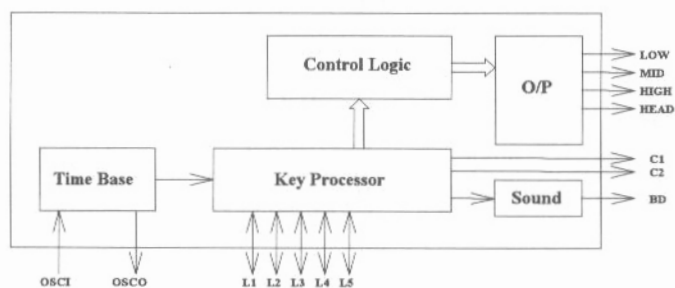 Control Logic
O/P
LOW
MID
HIGH
HEAD
Time Base
Key Processor
C1
C2
Sound
BD
OSCI
OSCO
L1
L2
L3
L4
L5